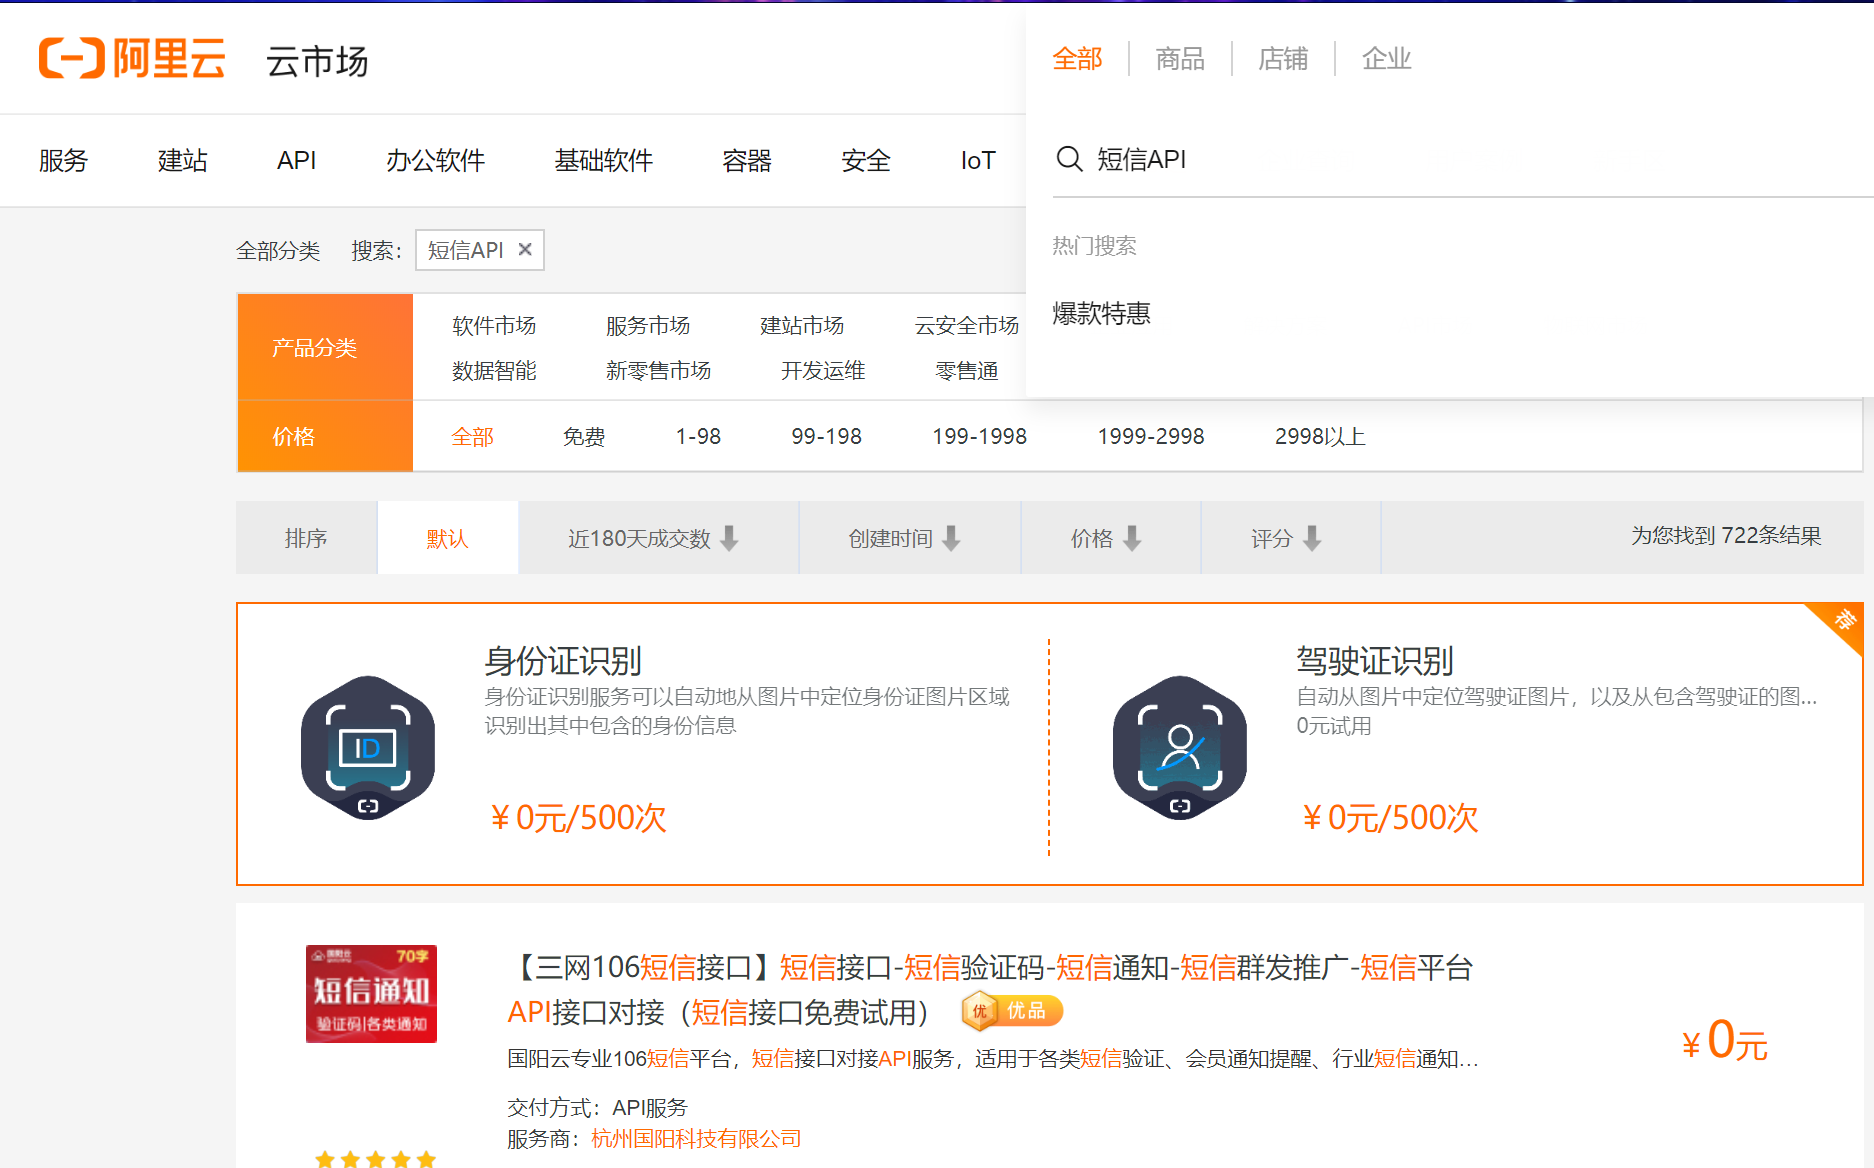 阿里云 云市场
全部 商品 店铺 企业
服务 建站 API 办公软件 基础软件 容器 安全 IoT
短信API
热门搜索
爆款特惠
全部分类 搜索： 短信API ×
产品分类
软件市场 服务市场 建站市场 云安全市场
数据智能 新零售市场 开发运维 零售通
价格 全部 免费 1-98 99-198 199-1998 1999-2998 2998以上
排序 默认 近180天成交数 创建时间 价格 评分 为您找到 722条结果
荐
身份证识别
身份证识别服务可以自动地从图片中定位身份证图片区域
识别出其中包含的身份信息
ID
¥ 0元/500次
驾驶证识别
自动从图片中定位驾驶证图片，以及从包含驾驶证的图...
0元试用
¥ 0元/500次
国阳云 70字
短信通知
验证码|各类通知
【三网106短信接口】短信接口-短信验证码-短信通知-短信群发推广-短信平台
API接口对接（短信接口免费试用） 优 优品
国阳云专业106短信平台，短信接口对接API服务，适用于各类短信验证、会员通知提醒、行业短信通知...
¥ 0元
交付方式： API服务
服务商： 杭州国阳科技有限公司